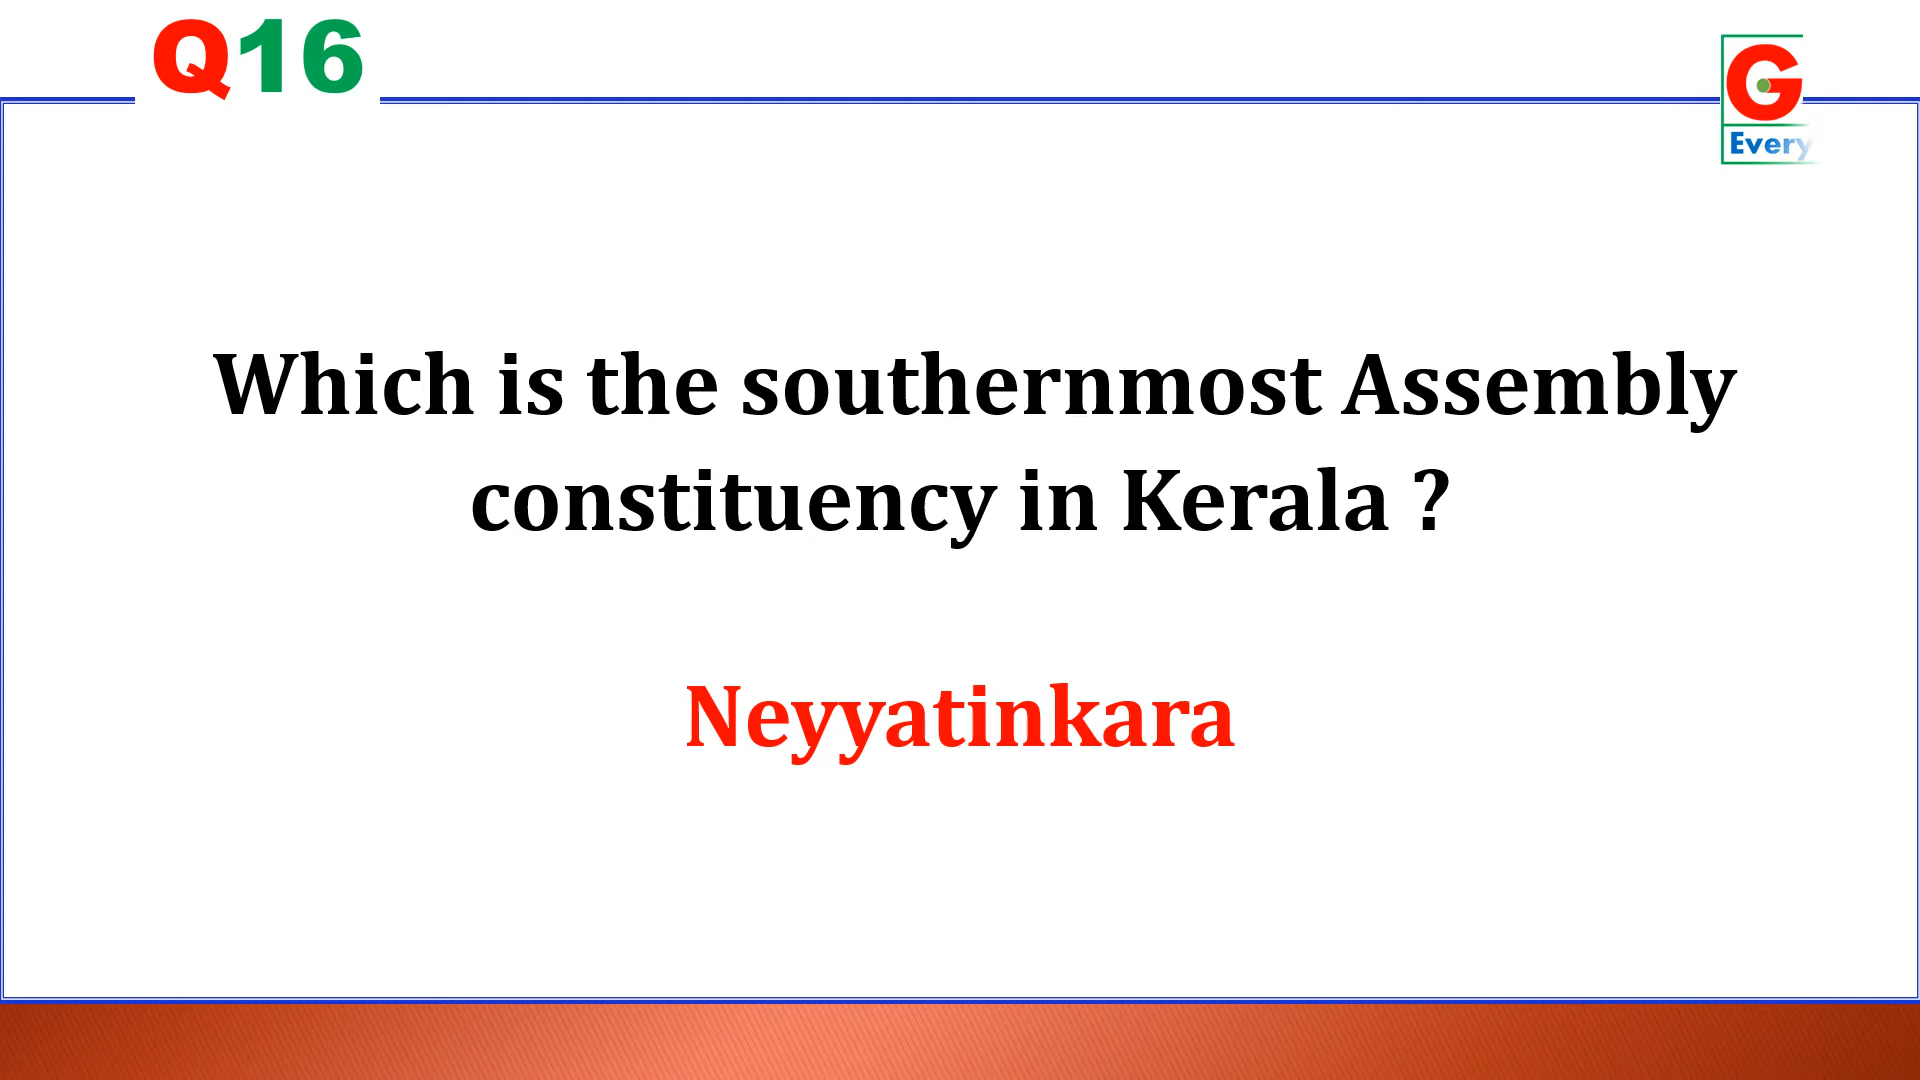 Q16
G
Every
Which is the southernmost Assembly
constituency in Kerala ?
Neyyatinkara